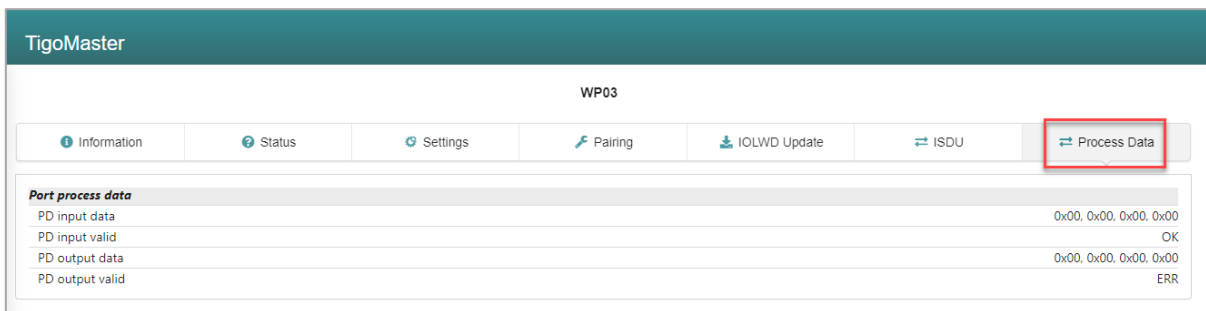 TigoMaster
WP03
Information Status Settings Pairing IOLWD Update ISDU Process Data
Port process data
PD input data 0x00, 0x00, 0x00, 0x00
PD input valid OK
PD output data 0x00, 0x00, 0x00, 0x00
PD output valid ERR